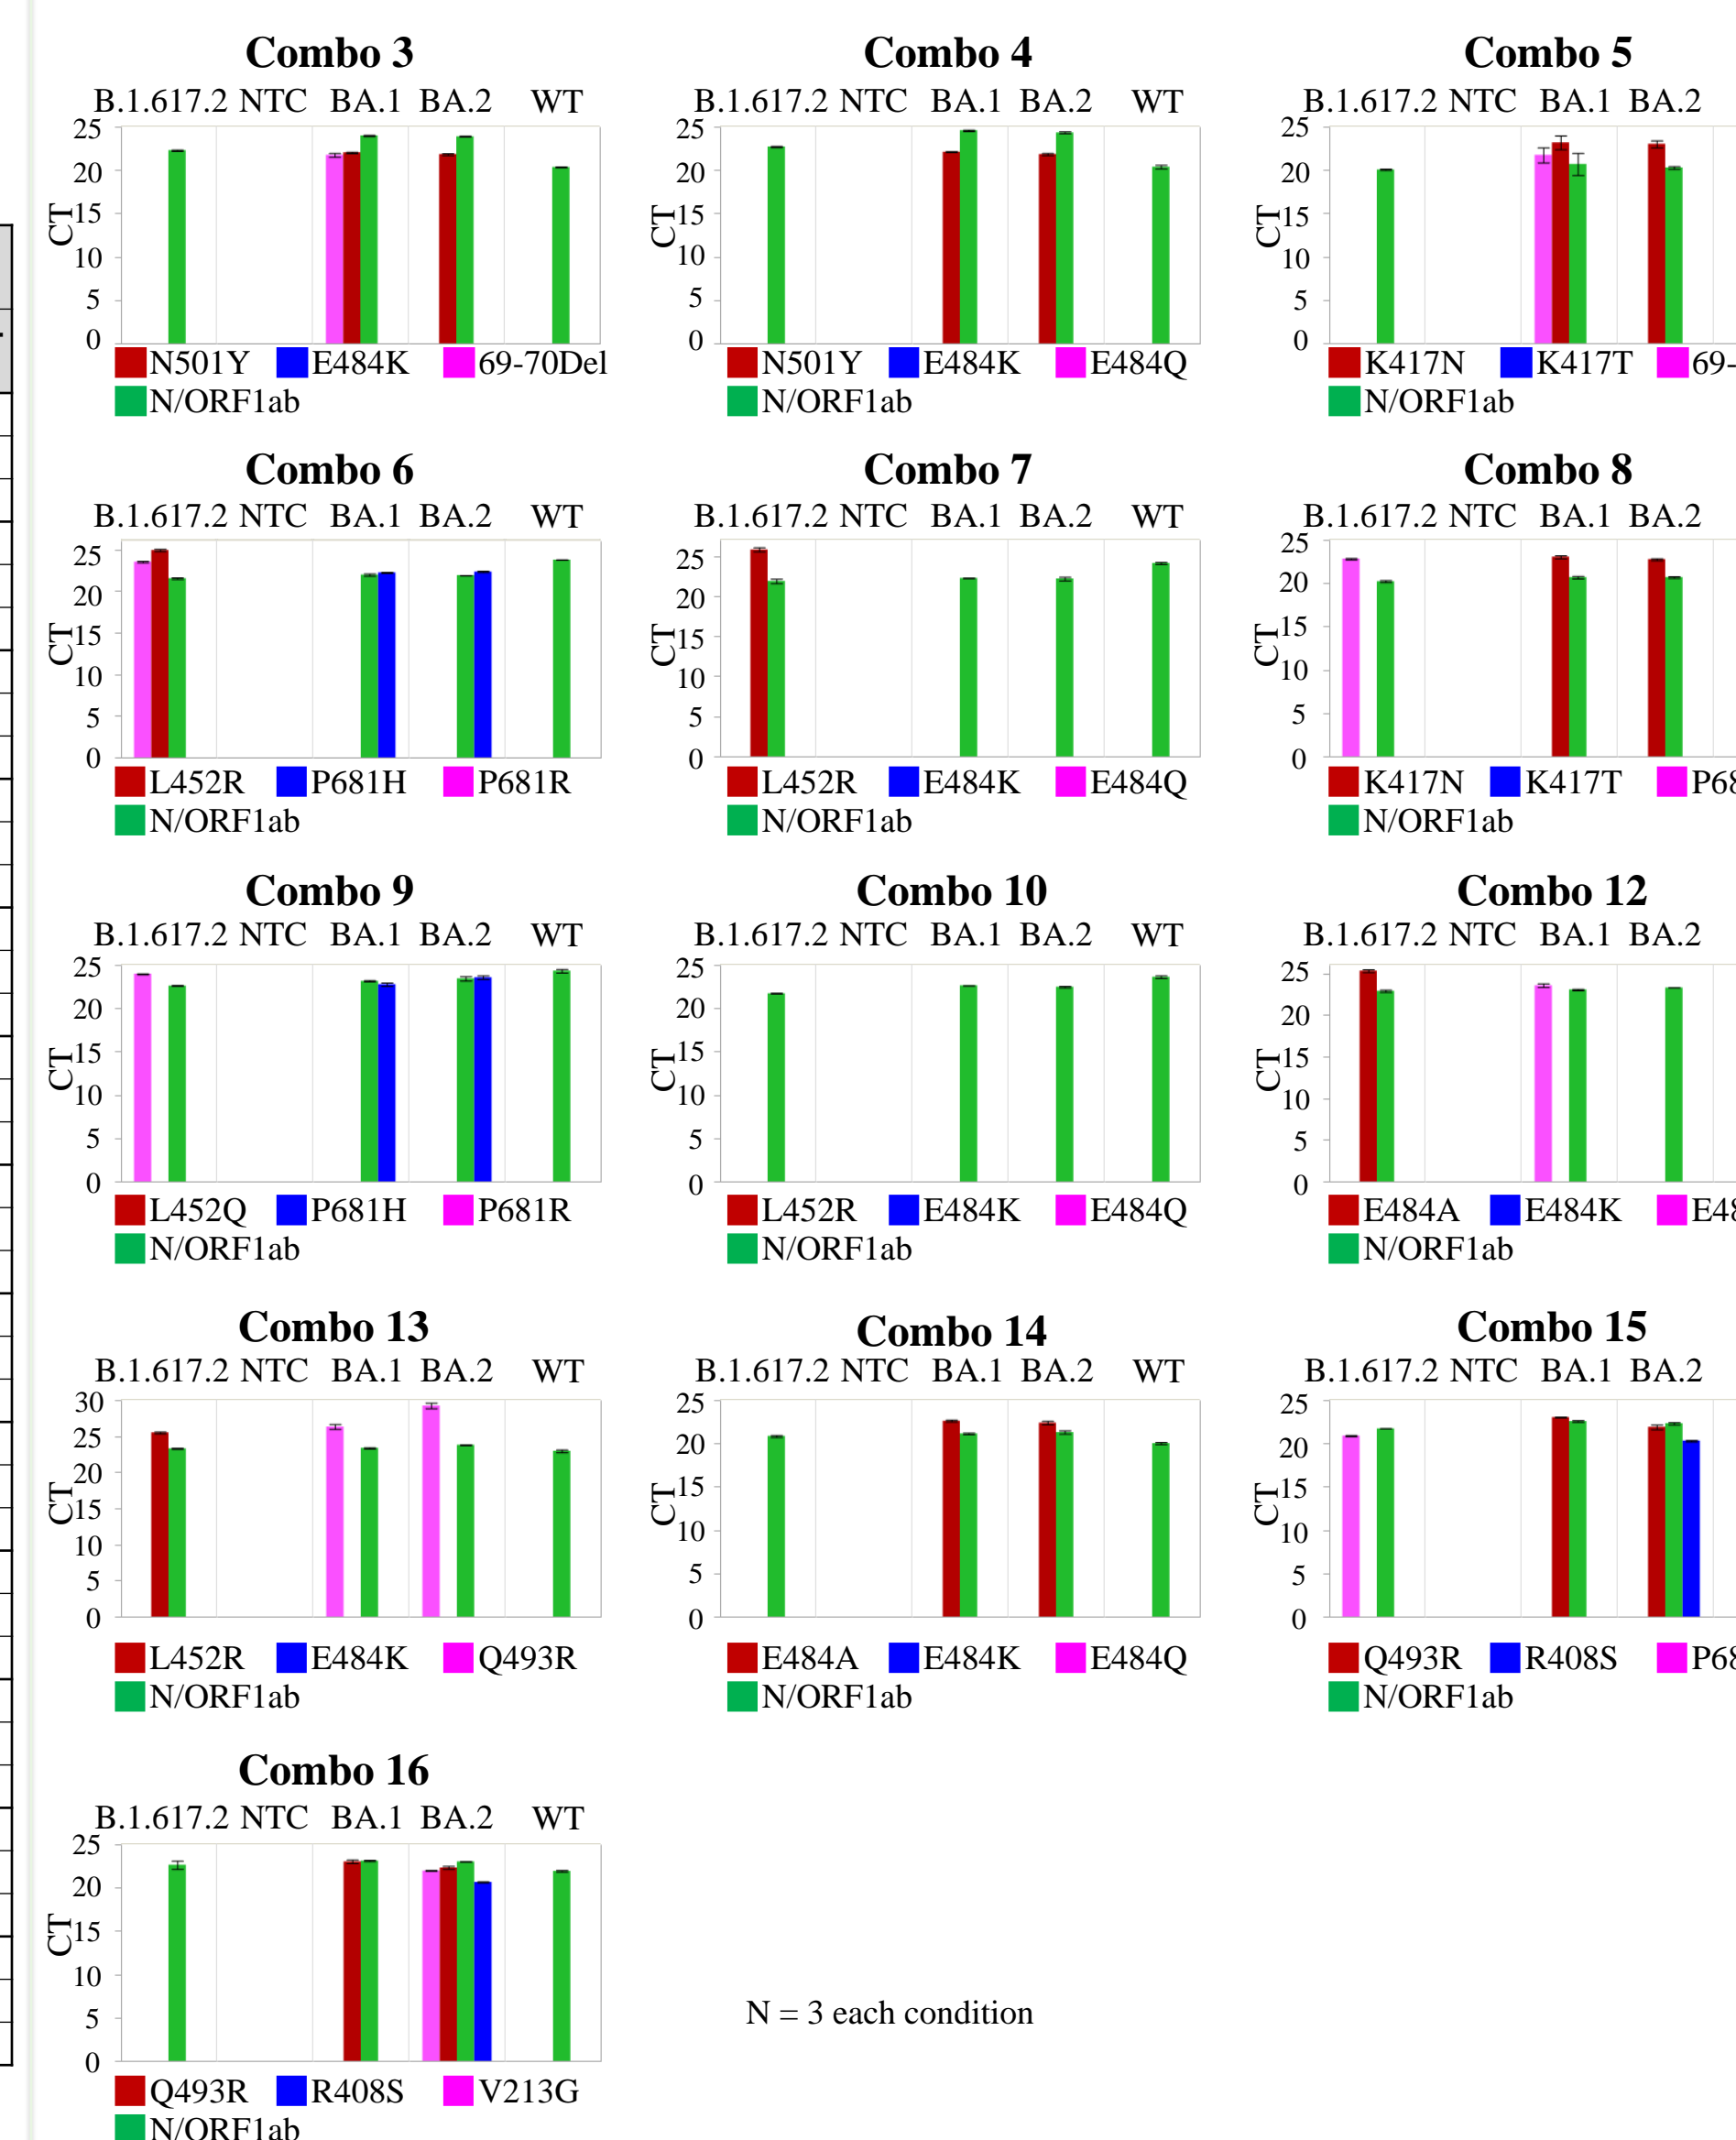 Combo 3
B.1.617.2 NTC BA.1 BA.2 WT
25
20
15
10
5
0
CT
N501Y E484K 69-70Del
N/ORF1ab
Combo 4
B.1.617.2 NTC BA.1 BA.2 WT
25
20
15
10
5
0
CT
N501Y E484K E484Q
N/ORF1ab
Combo 5
B.1.617.2 NTC BA.1 BA.2
25
20
15
10
5
0
CT
K417N K417T 69-
N/ORF1ab
Combo 6
B.1.617.2 NTC BA.1 BA.2 WT
25
20
15
10
5
0
CT
L452R P681H P681R
N/ORF1ab
Combo 7
B.1.617.2 NTC BA.1 BA.2 WT
25
20
15
10
5
0
CT
L452R E484K E484Q
N/ORF1ab
Combo 8
B.1.617.2 NTC BA.1 BA.2
25
20
15
10
5
0
CT
K417N K417T P68
N/ORF1ab
Combo 9
B.1.617.2 NTC BA.1 BA.2 WT
25
20
15
10
5
0
CT
L452Q P681H P681R
N/ORF1ab
Combo 10
B.1.617.2 NTC BA.1 BA.2 WT
25
20
15
10
5
0
CT
L452R E484K E484Q
N/ORF1ab
Combo 12
B.1.617.2 NTC BA.1 BA.2
25
20
15
10
5
0
CT
E484A E484K E48
N/ORF1ab
Combo 13
B.1.617.2 NTC BA.1 BA.2 WT
30
25
20
15
10
5
0
CT
L452R E484K Q493R
N/ORF1ab
Combo 14
B.1.617.2 NTC BA.1 BA.2 WT
25
20
15
10
5
0
CT
E484A E484K E484Q
N/ORF1ab
Combo 15
B.1.617.2 NTC BA.1 BA.2
25
20
15
10
5
0
CT
Q493R R408S P68
N/ORF1ab
Combo 16
B.1.617.2 NTC BA.1 BA.2 WT
25
20
15
10
5
0
CT
Q493R R408S V213G
N/ORF1ab
N = 3 each condition